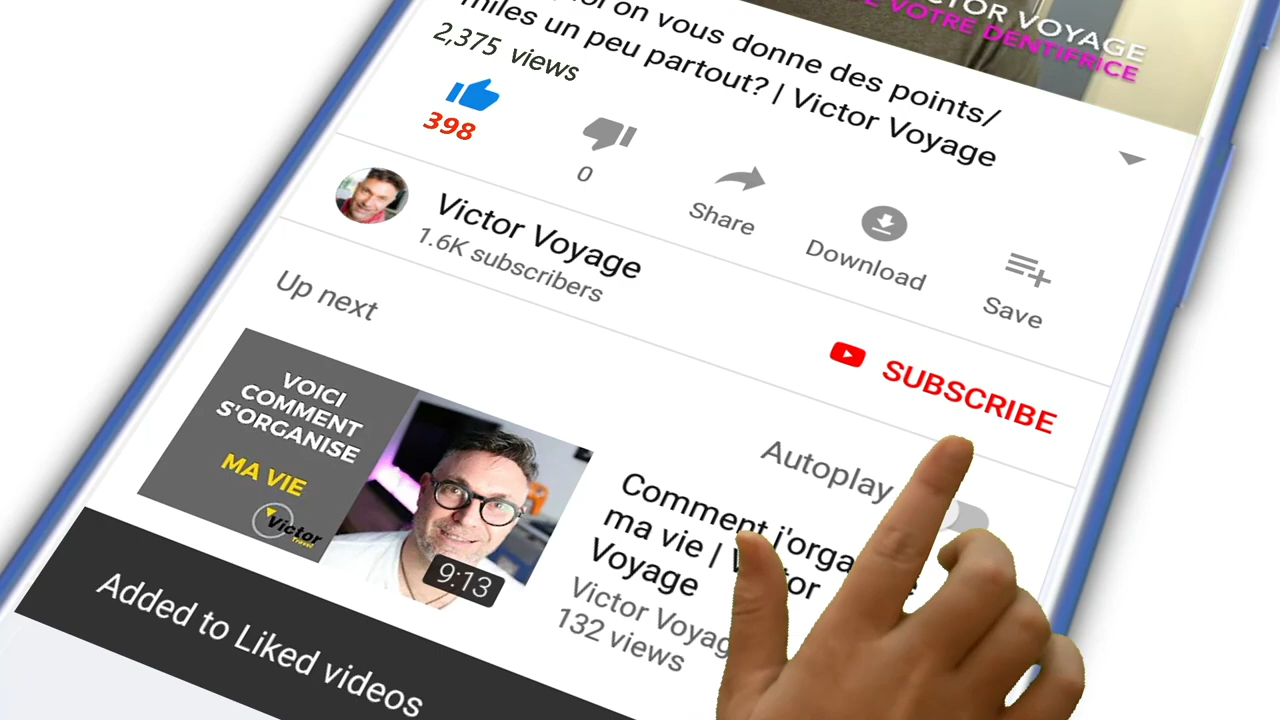 CTOR VOYAGE
VOTRE DENTIFRICE
on vous donne des points/
miles un peu partout? | Victor Voyage
2,375 views
398
0
Share
Download
Save
Victor Voyage
1.6K subscribers
SUBSCRIBE
Up next
Autoplay
VOICI
COMMENT
S'ORGANISE
MA VIE
Victor
Travel
9:13
Comment j'orga
ma vie |
Voyage
Victor Voyag
132 views
Added to Liked videos